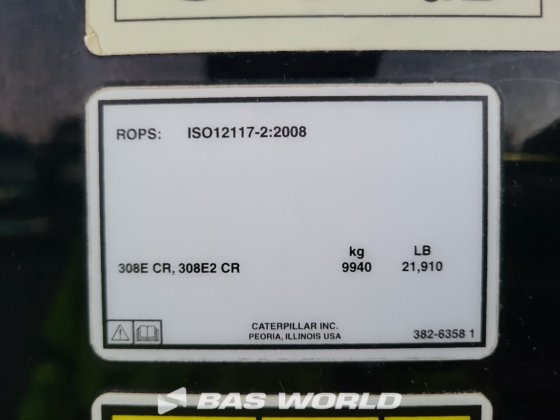 ROPS: ISO12117-2:2008
kg LB
308E CR, 308E2 CR 9940 21,910
CATERPILLAR INC.
PEORIA, ILLINOIS USA
382-6358 1
BAS WORLD